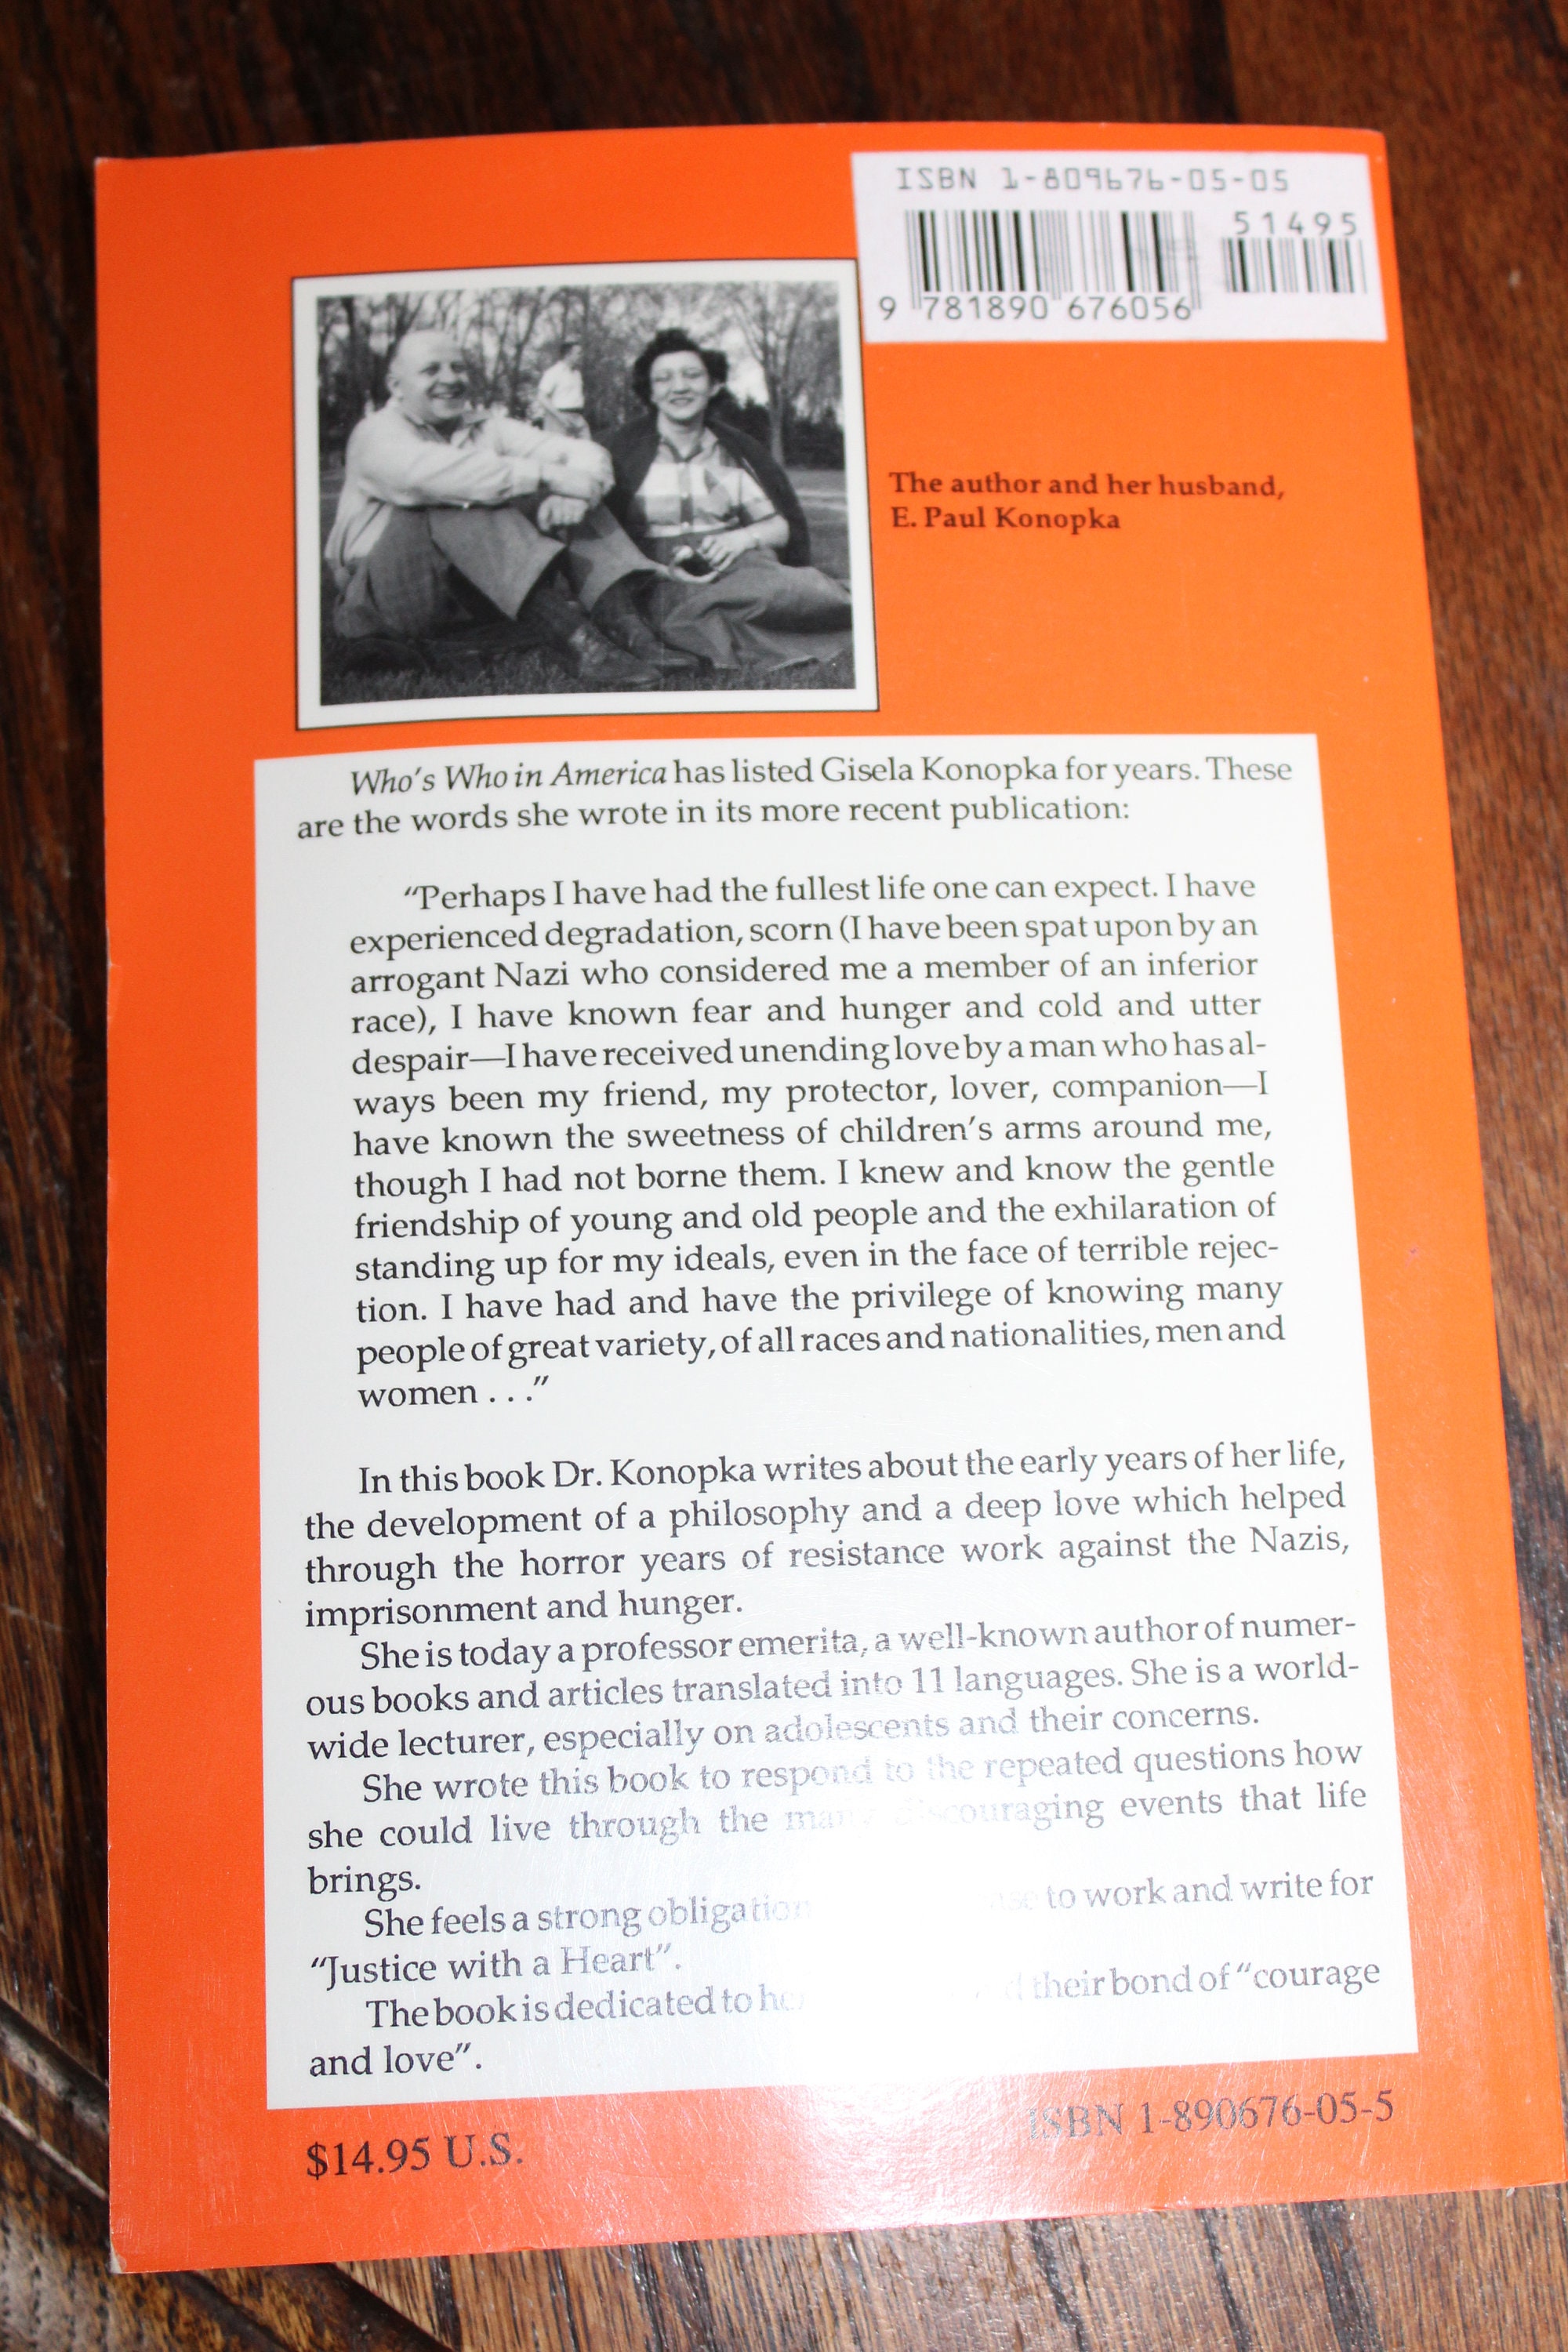 ISBN 1-809676-05-05
51495
9 781890 676056
The author and her husband,
E. Paul Konopka
Who's Who in America has listed Gisela Konopka for years. These
are the words she wrote in its more recent publication:
"Perhaps I have had the fullest life one can expect. I have
experienced degradation, scorn (I have been spat upon by an
arrogant Nazi who considered me a member of an inferior
race), I have known fear and hunger and cold and utter
despair—I have received unending love by a man who has al-
ways been my friend, my protector, lover, companion—I
have known the sweetness of children's arms around me,
though I had not borne them. I knew and know the gentle
friendship of young and old people and the exhilaration of
standing up for my ideals, even in the face of terrible rejec-
tion. I have had and have the privilege of knowing many
people of great variety, of all races and nationalities, men and
women . . ."
In this book Dr. Konopka writes about the early years of her life,
the development of a philosophy and a deep love which helped
through the horror years of resistance work against the Nazis,
imprisonment and hunger.
She is today a professor emerita, a well-known author of numer-
ous books and articles translated into 11 languages. She is a world-
wide lecturer, especially on adolescents and their concerns.
She wrote this book to respond to the repeated questions how
she could live through the many discouraging events that life
brings.
She feels a strong obligation to work and write for
"Justice with a Heart".
The book is dedicated to their bond of "courage
and love".
$14.95 U.S.
ISBN 1-890676-05-5